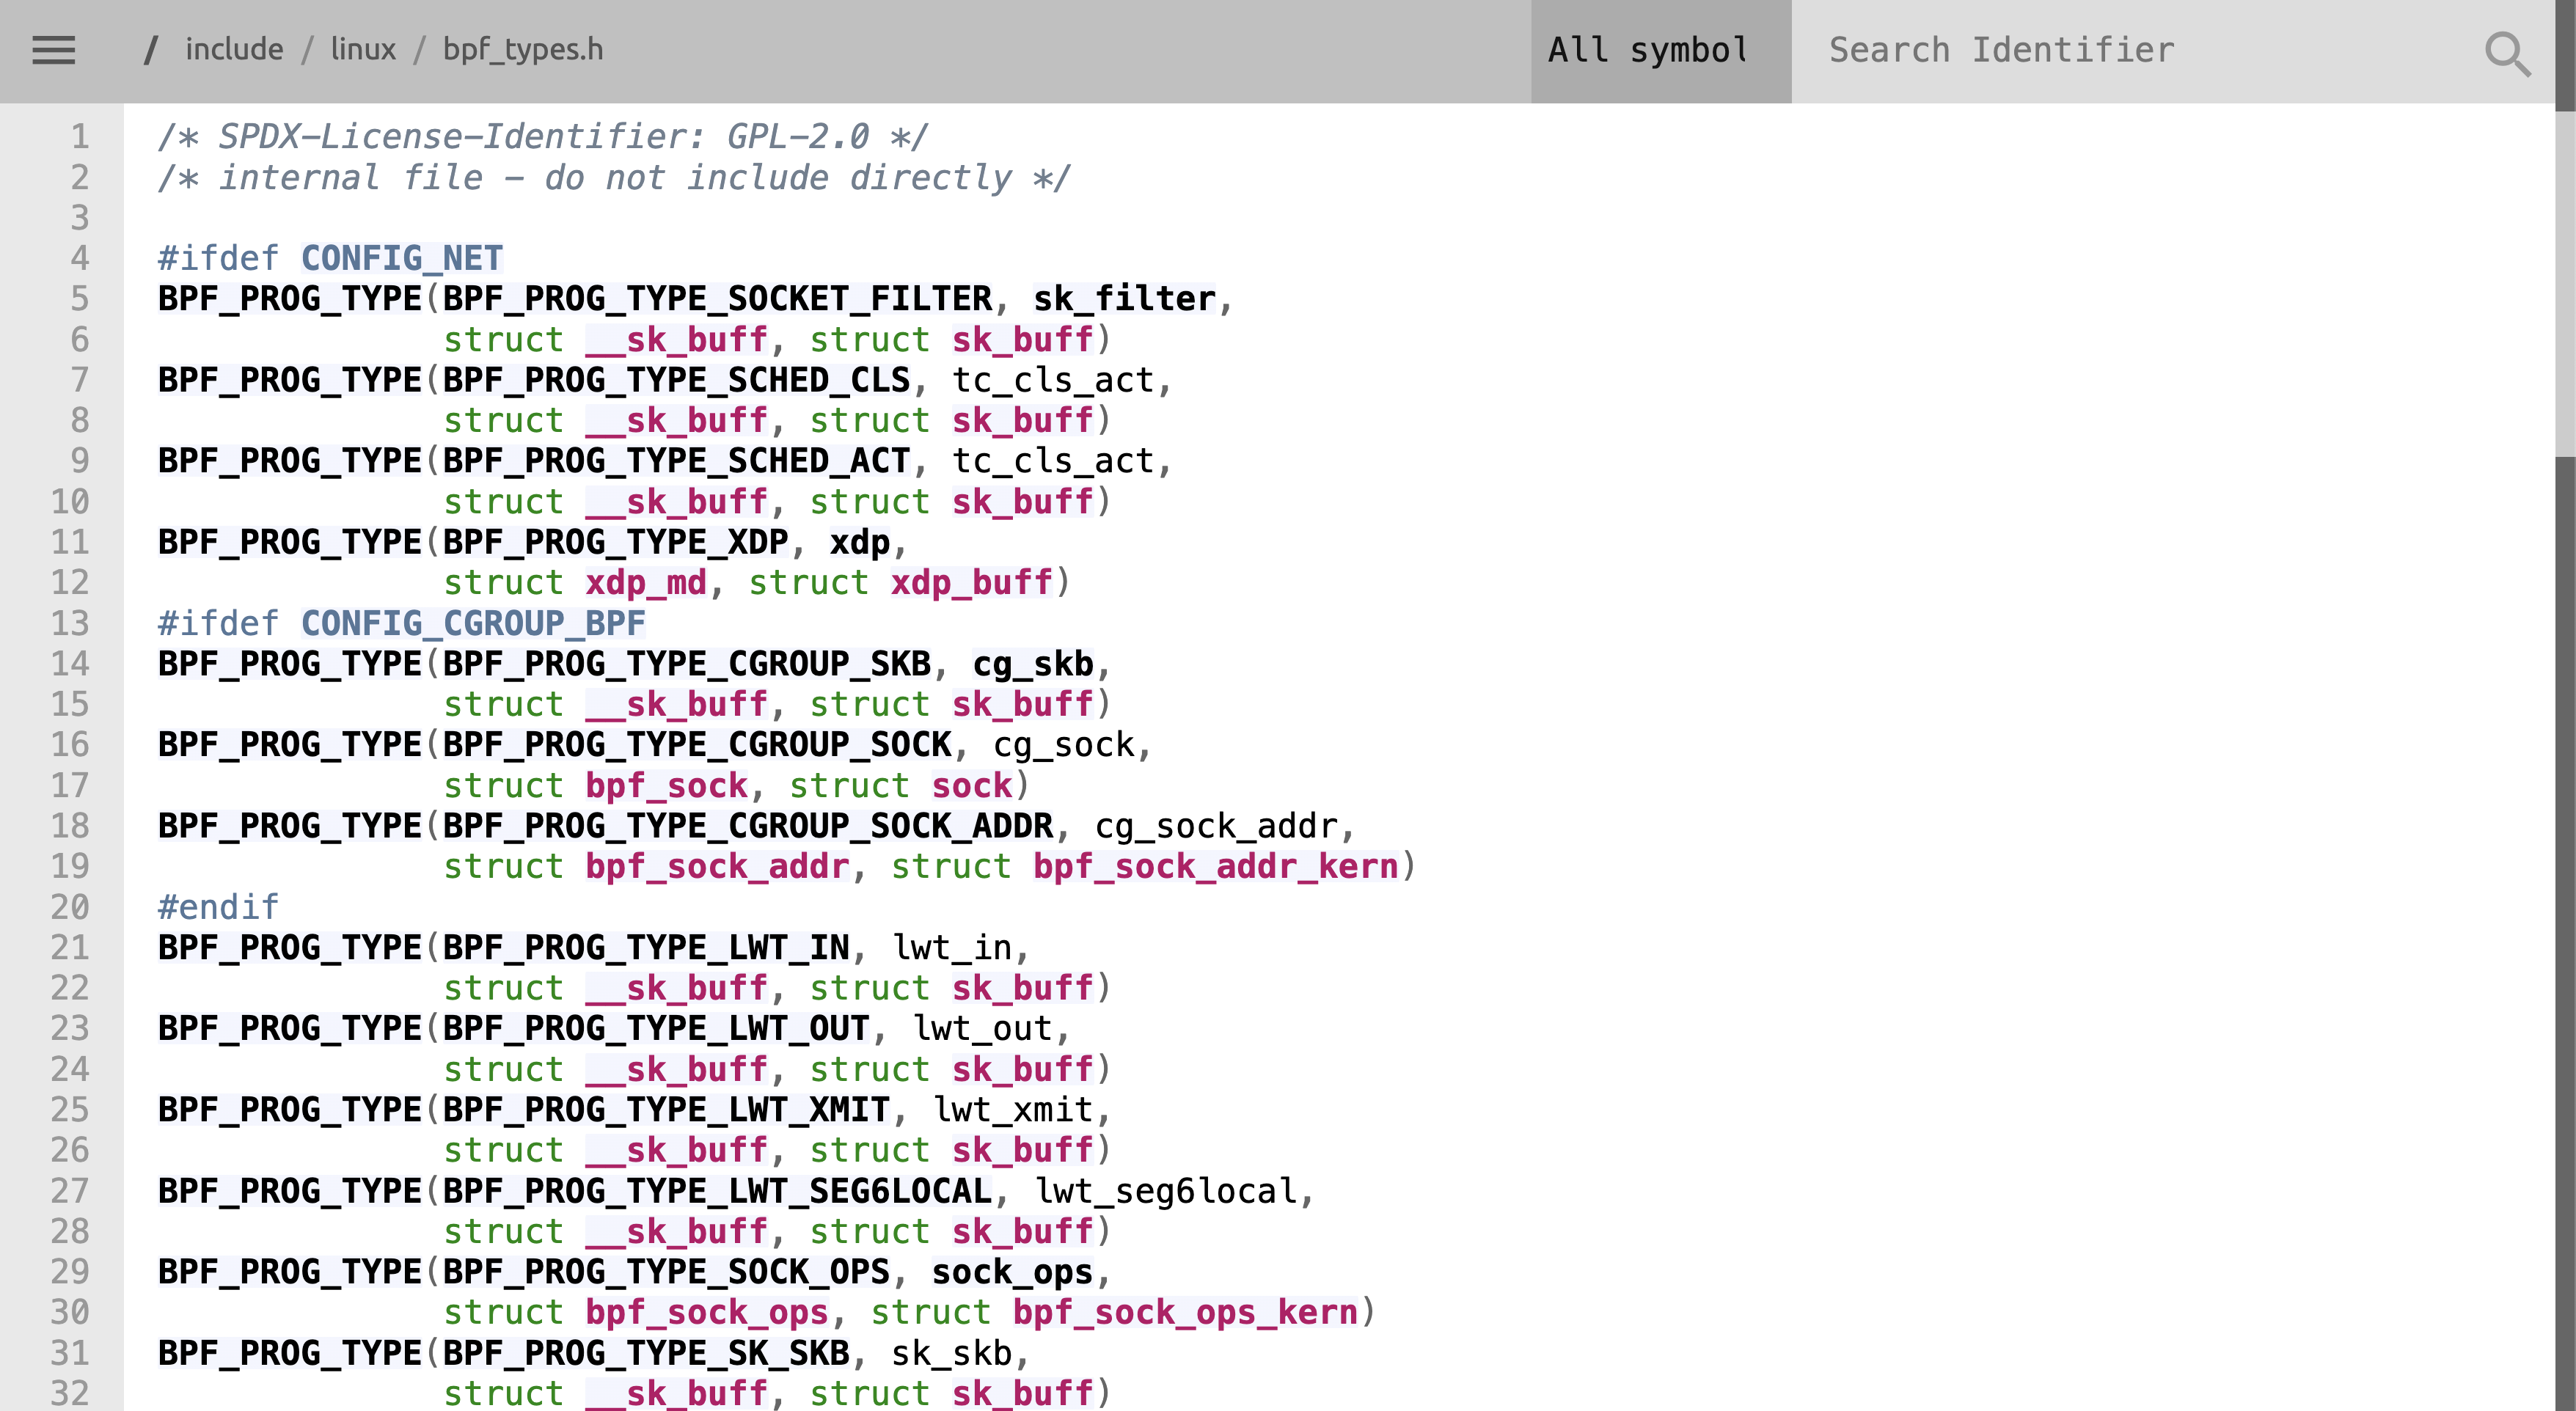 / include / linux / bpf_types.h All symbol Search Identifier
1 /* SPDX-License-Identifier: GPL-2.0 */
2 /* internal file - do not include directly */
3
4 #ifdef CONFIG_NET
5 BPF_PROG_TYPE(BPF_PROG_TYPE_SOCKET_FILTER, sk_filter,
6 struct __sk_buff, struct sk_buff)
7 BPF_PROG_TYPE(BPF_PROG_TYPE_SCHED_CLS, tc_cls_act,
8 struct __sk_buff, struct sk_buff)
9 BPF_PROG_TYPE(BPF_PROG_TYPE_SCHED_ACT, tc_cls_act,
10 struct __sk_buff, struct sk_buff)
11 BPF_PROG_TYPE(BPF_PROG_TYPE_XDP, xdp,
12 struct xdp_md, struct xdp_buff)
13 #ifdef CONFIG_CGROUP_BPF
14 BPF_PROG_TYPE(BPF_PROG_TYPE_CGROUP_SKB, cg_skb,
15 struct __sk_buff, struct sk_buff)
16 BPF_PROG_TYPE(BPF_PROG_TYPE_CGROUP_SOCK, cg_sock,
17 struct bpf_sock, struct sock)
18 BPF_PROG_TYPE(BPF_PROG_TYPE_CGROUP_SOCK_ADDR, cg_sock_addr,
19 struct bpf_sock_addr, struct bpf_sock_addr_kern)
20 #endif
21 BPF_PROG_TYPE(BPF_PROG_TYPE_LWT_IN, lwt_in,
22 struct __sk_buff, struct sk_buff)
23 BPF_PROG_TYPE(BPF_PROG_TYPE_LWT_OUT, lwt_out,
24 struct __sk_buff, struct sk_buff)
25 BPF_PROG_TYPE(BPF_PROG_TYPE_LWT_XMIT, lwt_xmit,
26 struct __sk_buff, struct sk_buff)
27 BPF_PROG_TYPE(BPF_PROG_TYPE_LWT_SEG6LOCAL, lwt_seg6local,
28 struct __sk_buff, struct sk_buff)
29 BPF_PROG_TYPE(BPF_PROG_TYPE_SOCK_OPS, sock_ops,
30 struct bpf_sock_ops, struct bpf_sock_ops_kern)
31 BPF_PROG_TYPE(BPF_PROG_TYPE_SK_SKB, sk_skb,
32 struct __sk_buff, struct sk_buff)